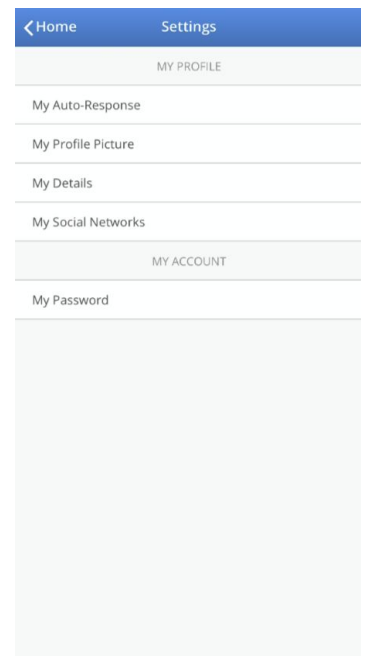 Home Settings
MY PROFILE
My Auto-Response
My Profile Picture
My Details
My Social Networks
MY ACCOUNT
My Password